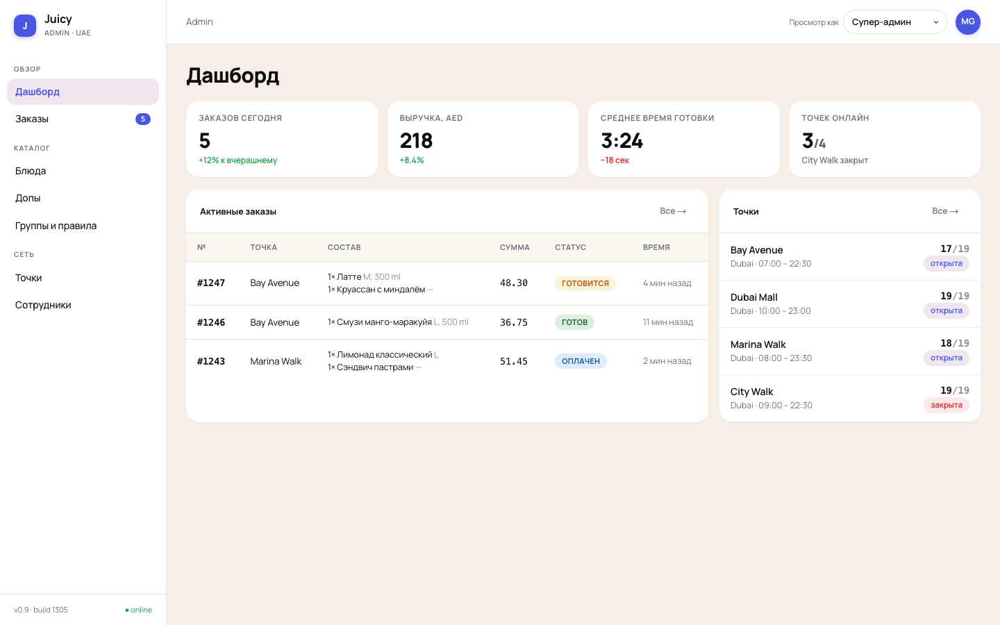 J
Juicy
ADMIN · UAE
ОБЗОР
Дашборд
Заказы 5
КАТАЛОГ
Блюда
Допы
Группы и правила
СЕТЬ
Точки
Сотрудники
v0.9 · build 1305 ● online
Admin Просмотр как Супер-админ MG
Дашборд
ЗАКАЗОВ СЕГОДНЯ
5
+12% к вчерашнему
ВЫРУЧКА, AED
218
+8.4%
СРЕДНЕЕ ВРЕМЯ ГОТОВКИ
3:24
−18 сек
ТОЧЕК ОНЛАЙН
3/4
City Walk закрыт
Активные заказы Все →
№ ТОЧКА СОСТАВ СУММА СТАТУС ВРЕМЯ
#1247 Bay Avenue 1× Латте M, 300 ml 48.30 ГОТОВИТСЯ 4 мин назад
1× Круассан с миндалём —
#1246 Bay Avenue 1× Смузи манго-маракуйя L, 500 ml 36.75 ГОТОВ 11 мин назад
#1243 Marina Walk 1× Лимонад классический L 51.45 ОПЛАЧЕН 2 мин назад
1× Сэндвич пастрами —
Точки Все →
Bay Avenue 17/19
Dubai · 07:00 – 22:30 открыта
Dubai Mall 19/19
Dubai · 10:00 – 23:00 открыта
Marina Walk 18/19
Dubai · 08:00 – 23:30 открыта
City Walk 19/19
Dubai · 09:00 – 22:30 закрыта